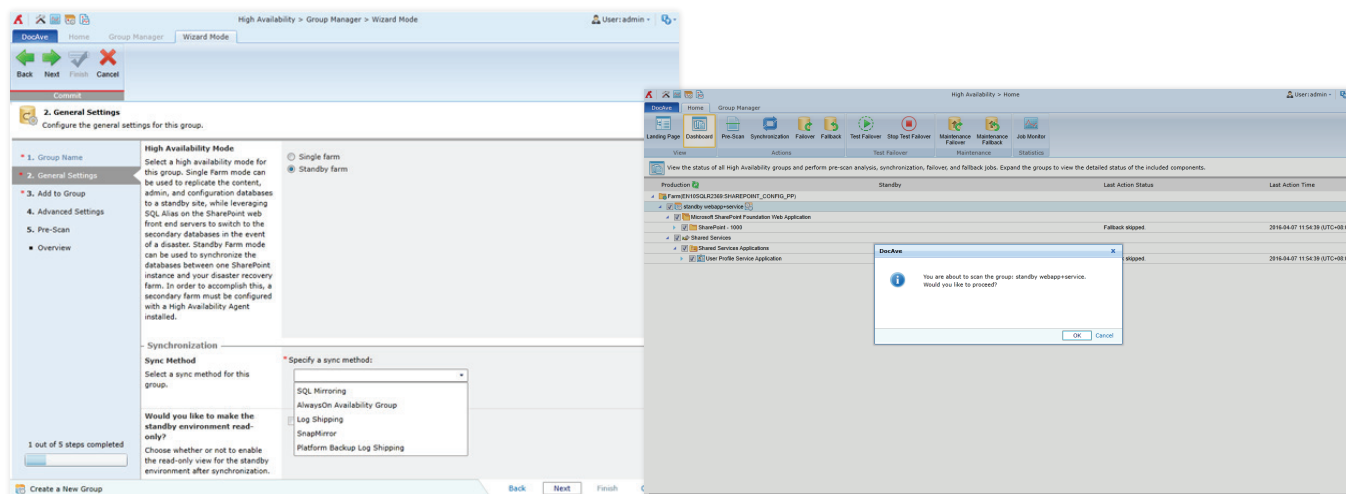 High Availability > Group Manager > Wizard Mode
User: admin
DocAve
Home
Group Manager
Wizard Mode
Back
Next
Finish
Cancel
Commit
2. General Settings
Configure the general settings for this group.
* 1. Group Name
* 2. General Settings
* 3. Add to Group
4. Advanced Settings
5. Pre-Scan
Overview
1 out of 5 steps completed
High Availability Mode
Select a high availability mode for
this group. Single Farm mode can
be used to replicate the content,
admin, and configuration databases
to a standby site, while leveraging
SQL Alias on the SharePoint web
front end servers to switch to the
secondary databases in the event
of a disaster. Standby Farm mode
can be used to synchronize the
databases between one SharePoint
instance and your disaster recovery
farm. In order to accomplish this, a
secondary farm must be configured
with a High Availability Agent
installed.
Single farm
Standby farm
Synchronization
Sync Method
Select a sync method for this
group.
* Specify a sync method:
SQL Mirroring
AlwaysOn Availability Group
Log Shipping
SnapMirror
Platform Backup Log Shipping
Would you like to make the
standby environment read-
only?
Choose whether or not to enable
the read-only view for the standby
environment after synchronization.
Create a New Group
Back
Next
Finish
High Availability > Home
User: admin
DocAve
Home
Group Manager
Landing Page
Dashboard
Pre-Scan
Synchronization
Failover
Fallback
Test Failover
Stop Test Failover
Maintenance Failover
Maintenance Fallback
Job Monitor
View
Actions
Test Failover
Maintenance
Statistics
View the status of all High Availability groups and perform pre-scan analysis, synchronization, failover, and fallback jobs. Expand the groups to view the detailed status of the included components.
Production
Standby
Last Action Status
Last Action Time
Farm(EN10SQLR2369:SHAREPOINT_CONFIG_PP)
standby webapp+service
Microsoft SharePoint Foundation Web Application
SharePoint - 1000
Fallback skipped.
2016-04-07 11:54:39 (UTC+08:
Shared Services
Shared Services Applications
User Profile Service Application
skipped.
2016-04-07 11:54:39 (UTC+08:
DocAve
x
You are about to scan the group: standby webapp+service.
Would you like to proceed?
OK
Cancel